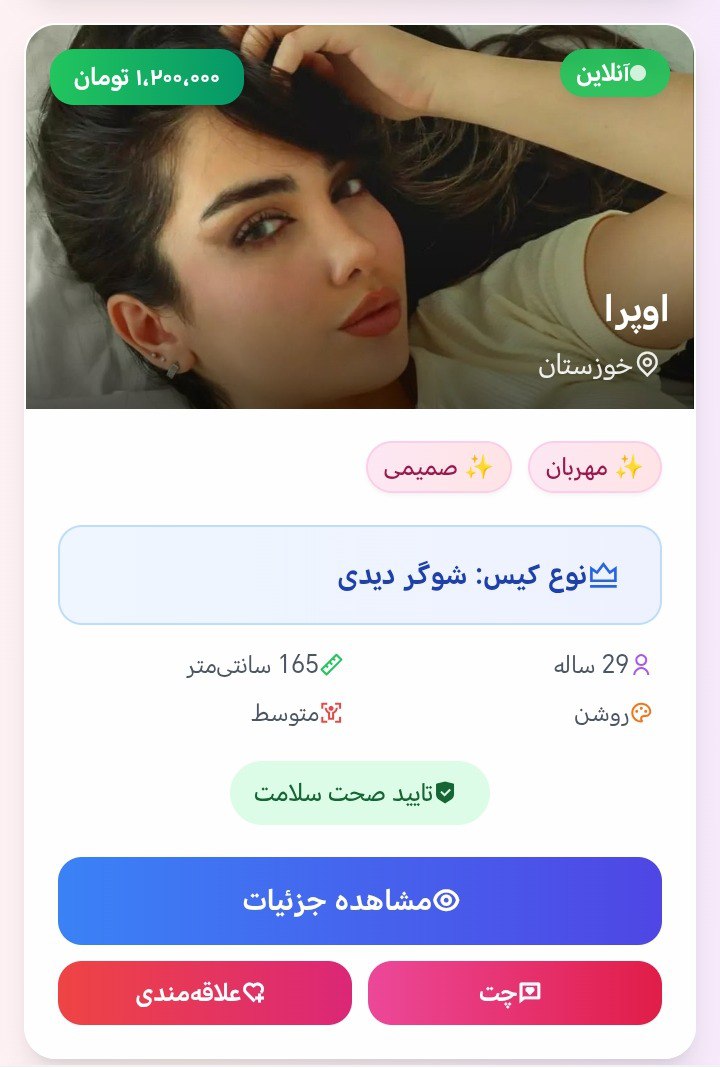 آنلاین
۱,۲۰۰,۰۰۰ تومان
اوپرا
خوزستان
✨ مهربان
✨ صمیمی
نوع کیس: شوگر دیدی
29 ساله
165 سانتی‌متر
روشن
متوسط
تایید صحت سلامت
مشاهده جزئیات
چت
علاقه‌مندی